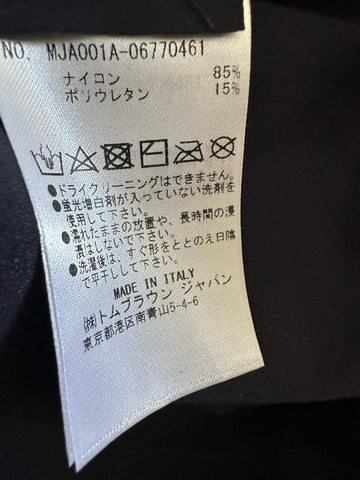 NO. MJA001A-06770461
ナイロン 85%
ポリウレタン 15%
●ドライクリーニングはできません。
●蛍光増白剤が入っていない洗剤を
使用して下さい。
●濡れたままの放置や、長時間の浸
漬はしないで下さい。
●洗濯後は、すぐ形をととのえ日陰
で平干しして下さい。
MADE IN ITALY
(株)トムブラウン ジャパン
東京都港区南青山5-4-6